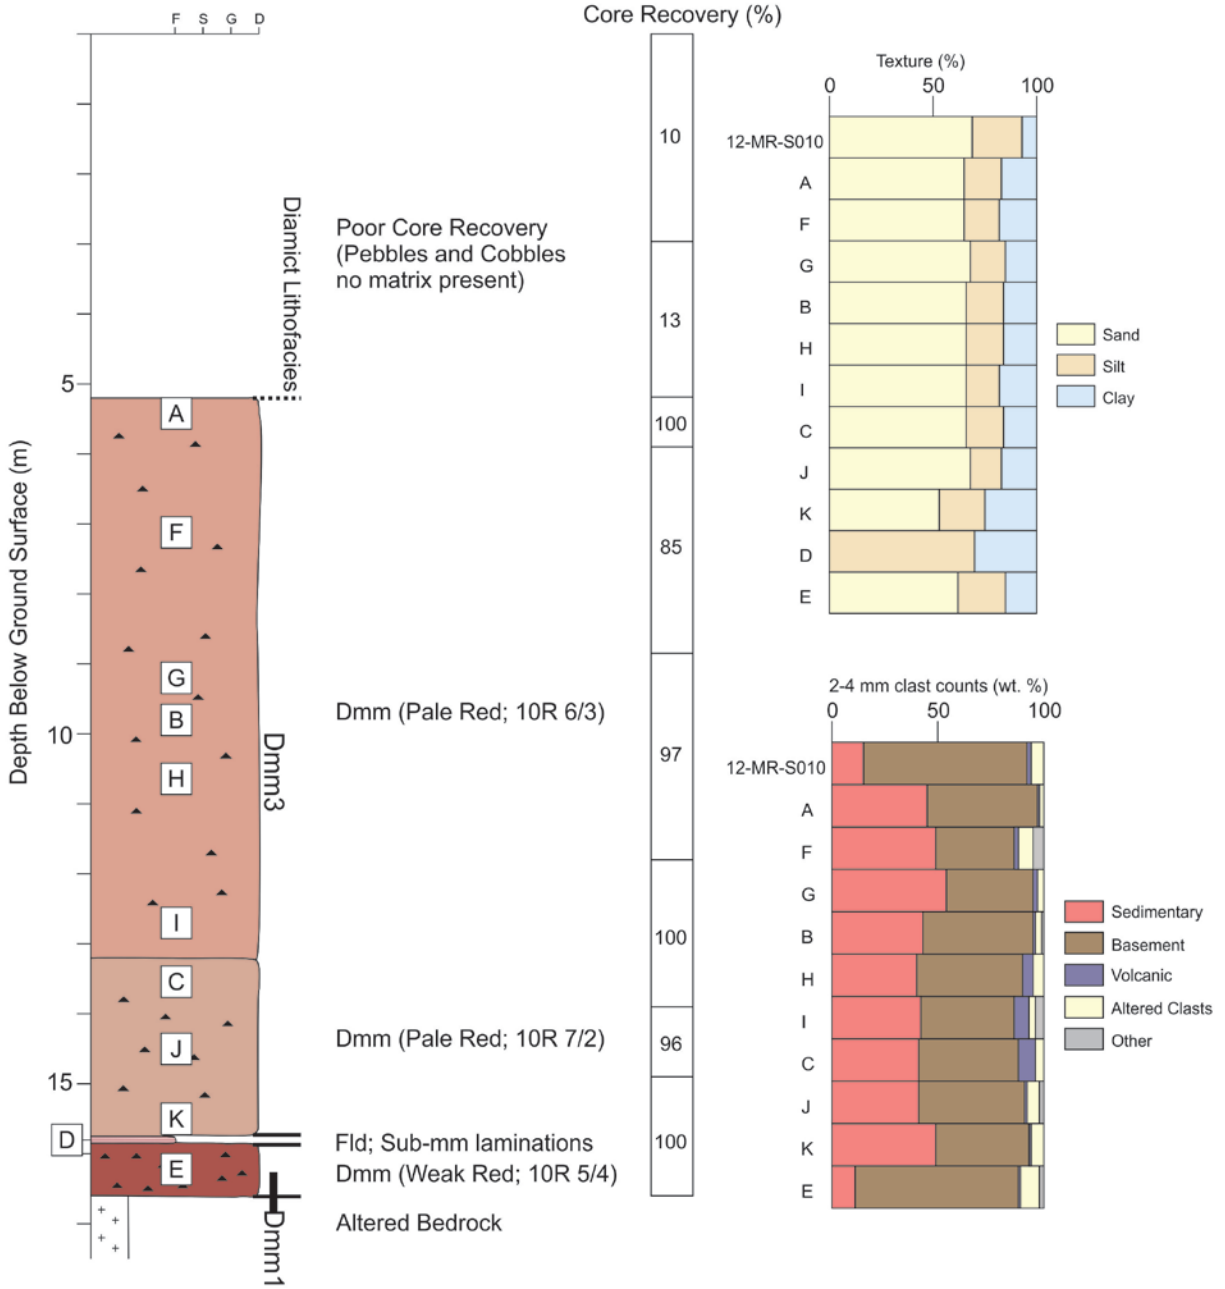 F S G D
Core Recovery (%)
Depth Below Ground Surface (m)
5
10
15
A
F
G
B
H
I
C
J
K
D
E
Diamict Lithofacies
Dmm3
Dmm1
Poor Core Recovery
(Pebbles and Cobbles
no matrix present)
Dmm (Pale Red; 10R 6/3)
Dmm (Pale Red; 10R 7/2)
Fld; Sub-mm laminations
Dmm (Weak Red; 10R 5/4)
Altered Bedrock
10
13
100
85
97
100
96
100
Texture (%)
0 50 100
12-MR-S010
A
F
G
B
H
I
C
J
K
D
E
Sand
Silt
Clay
2-4 mm clast counts (wt. %)
0 50 100
12-MR-S010
A
F
G
B
H
I
C
J
K
E
Sedimentary
Basement
Volcanic
Altered Clasts
Other